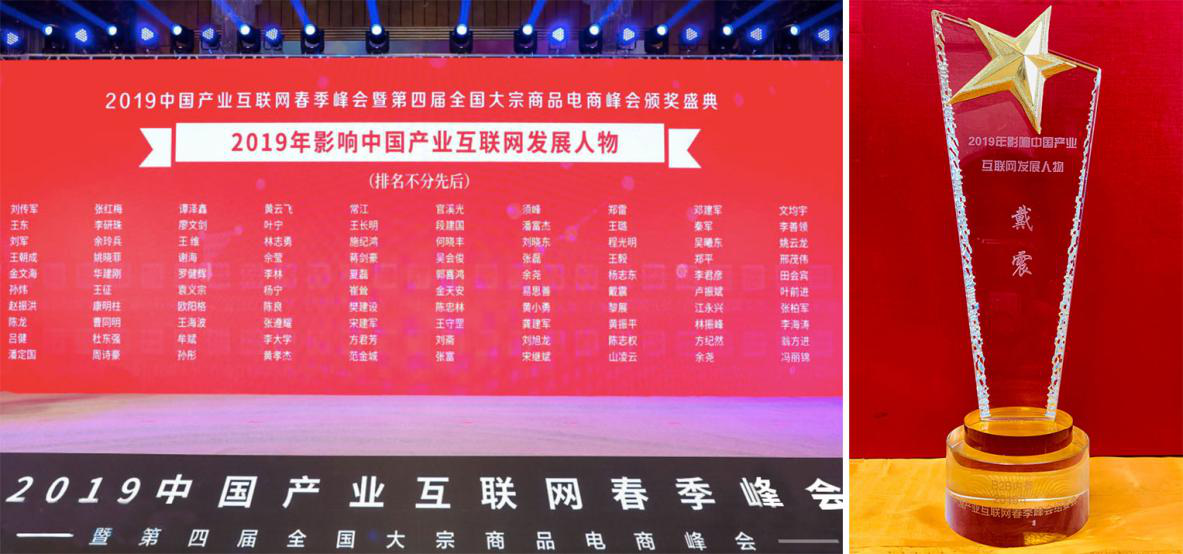 2019中国产业互联网春季峰会暨第四届全国大宗商品电商峰会颁奖盛典
2019年影响中国产业互联网发展人物
(排名不分先后)
刘传军 张红梅 谭泽鑫 黄云飞 常江 官溪光 须峰 郑雷 邓建军 文均宇
王东 李研珠 廖文剑 叶宁 王长明 段建国 潘富杰 王璐 秦军 李善领
刘军 余玲兵 王维 林志勇 施纪鸿 何晓丰 刘晓东 程光明 吴曦东 姚云龙
王朝成 姚晓菲 谢海 余莹 蒋剑豪 吴会俊 张磊 王毅 郑平 邢茂伟
金文海 华建刚 罗健辉 李林 夏磊 郭喜鸿 余尧 杨志东 李君彦 田会宾
孙炜 王征 袁义宗 杨宁 金天安 易思善 戴震 卢振斌 叶前进
赵振洪 康明柱 欧阳格 陈良 樊建设 陈忠林 黄小勇 黎展 江永兴 张柏军
陈龙 曹同明 王海波 张遵耀 宋建军 王守罡 龚建军 黄振平 林振峰 李海涛
吕健 杜东强 牟斌 李大学 方君芳 刘斋 刘旭龙 陈志权 方纪然 翁方进
潘定国 周诗豪 孙彤 黄孝杰 范金城 张富 宋继斌 山凌云 余尧 冯丽锦
2019中国产业互联网春季峰会
暨第四届全国大宗商品电商峰会
2019年影响中国产业
互联网发展人物
戴
震